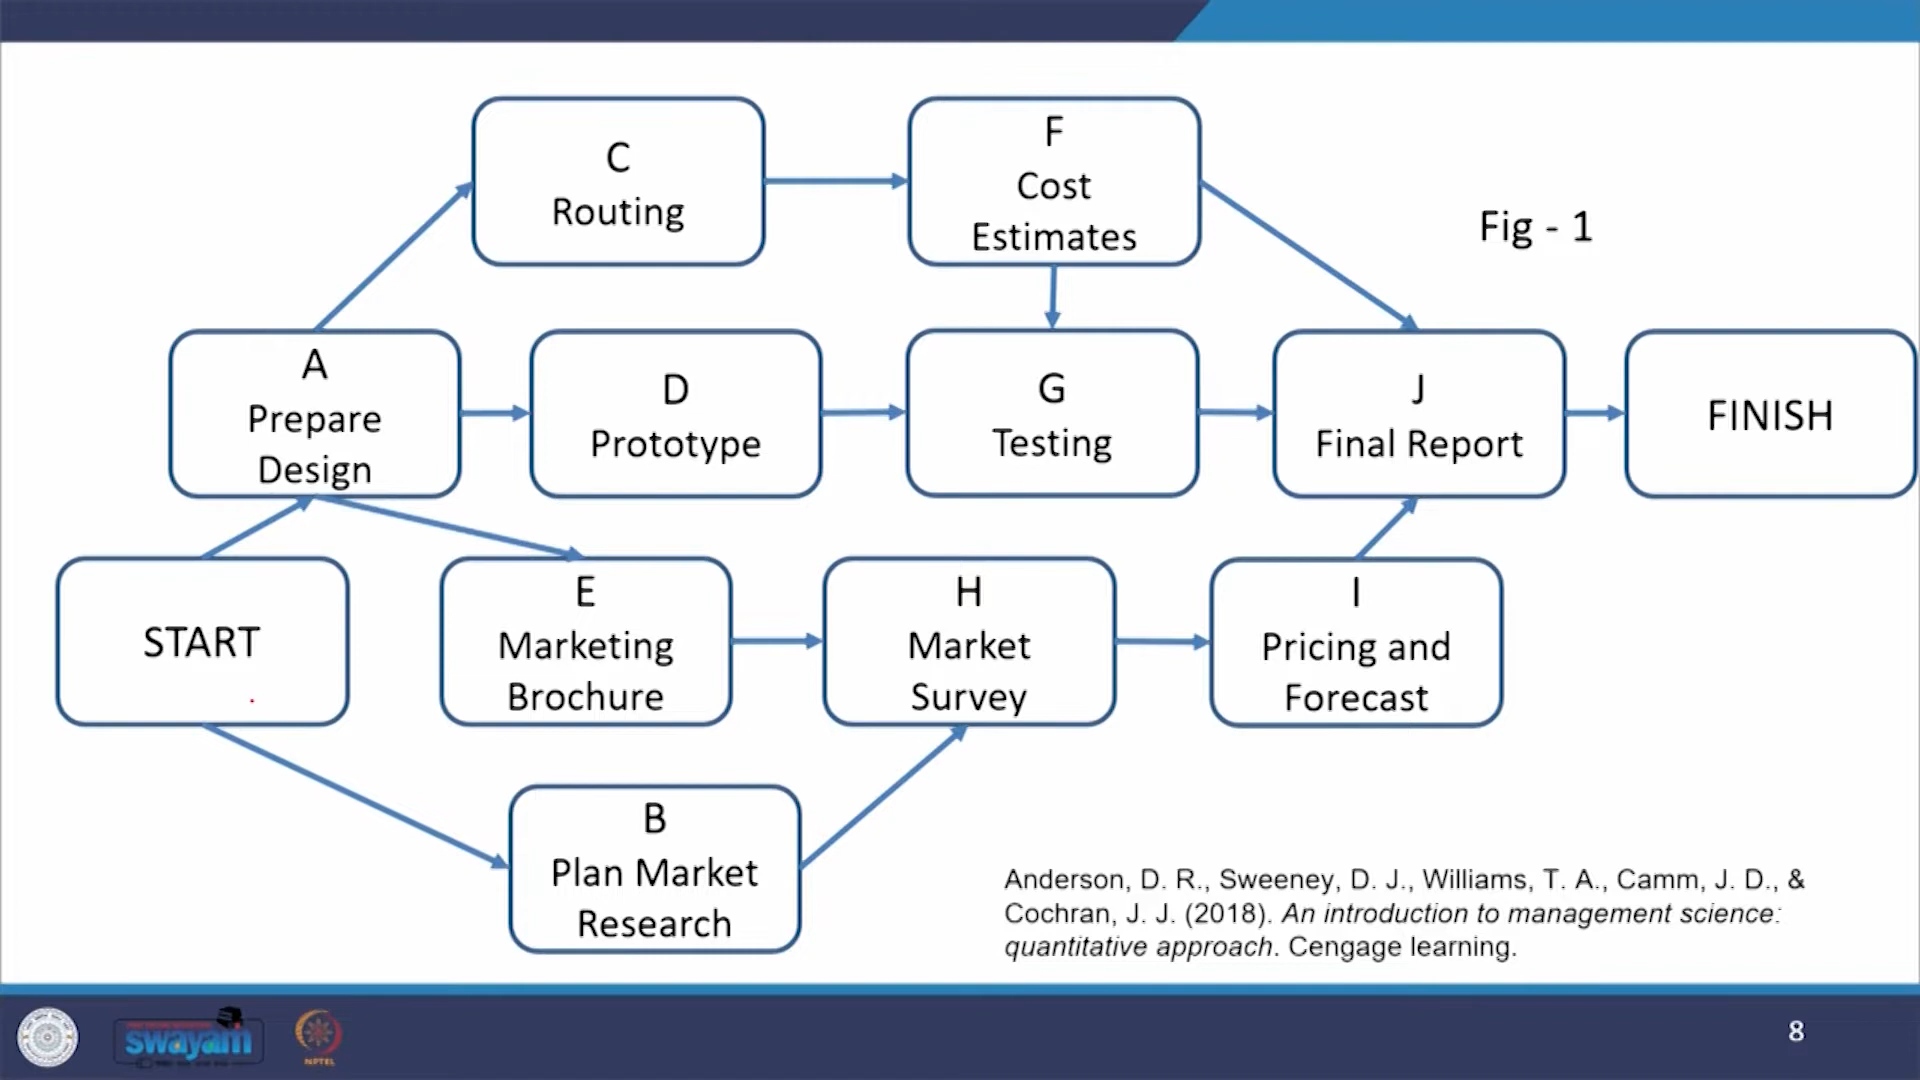 C
Routing
F
Cost
Estimates
Fig - 1
A
Prepare
Design
D
Prototype
G
Testing
J
Final Report
FINISH
START
E
Marketing
Brochure
H
Market
Survey
I
Pricing and
Forecast
B
Plan Market
Research
Anderson, D. R., Sweeney, D. J., Williams, T. A., Camm, J. D., &
Cochran, J. J. (2018). An introduction to management science:
quantitative approach. Cengage learning.
swayam
NPTEL
8